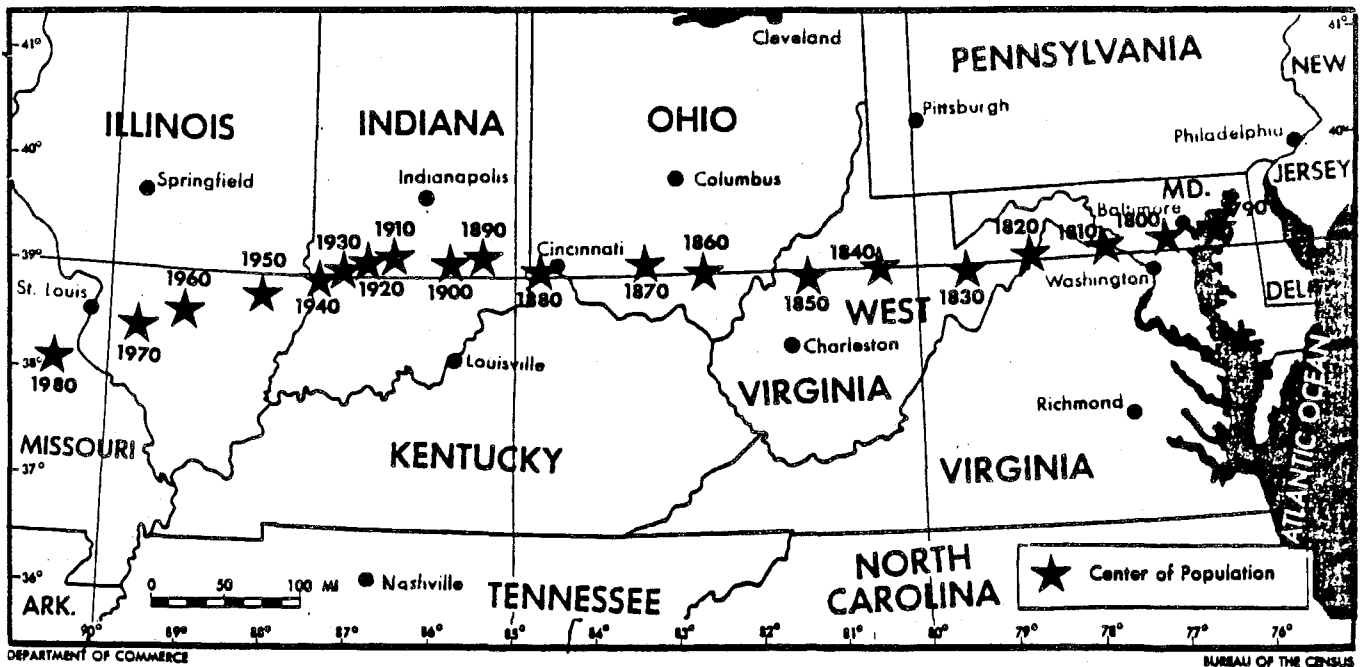 41°
Cleveland
PENNSYLVANIA
41°
NEW
ILLINOIS
INDIANA
OHIO
Pittsburgh
Philadelphia
40°
40°
Springfield
Indianapolis
Columbus
MD.
JERSEY
Baltimore
790
1930
1910
1890
Cincinnati
1860
1840
1820
1810
1800
39°
1950
1960
1940
1920
1900
1880
1870
1850
1830
Washington
St. Louis
WEST
DEL.
1970
38°
1980
Louisville
Charleston
VIRGINIA
Richmond
ATLANTIC OCEAN
MISSOURI
37°
KENTUCKY
VIRGINIA
36°
0 50 100 MI
Nashville
TENNESSEE
NORTH
CAROLINA
Center of Population
ARK.
90° 89° 88° 87° 86° 85° 84° 83° 82° 81° 80° 79° 78° 77° 76°
DEPARTMENT OF COMMERCE
BUREAU OF THE CENSUS